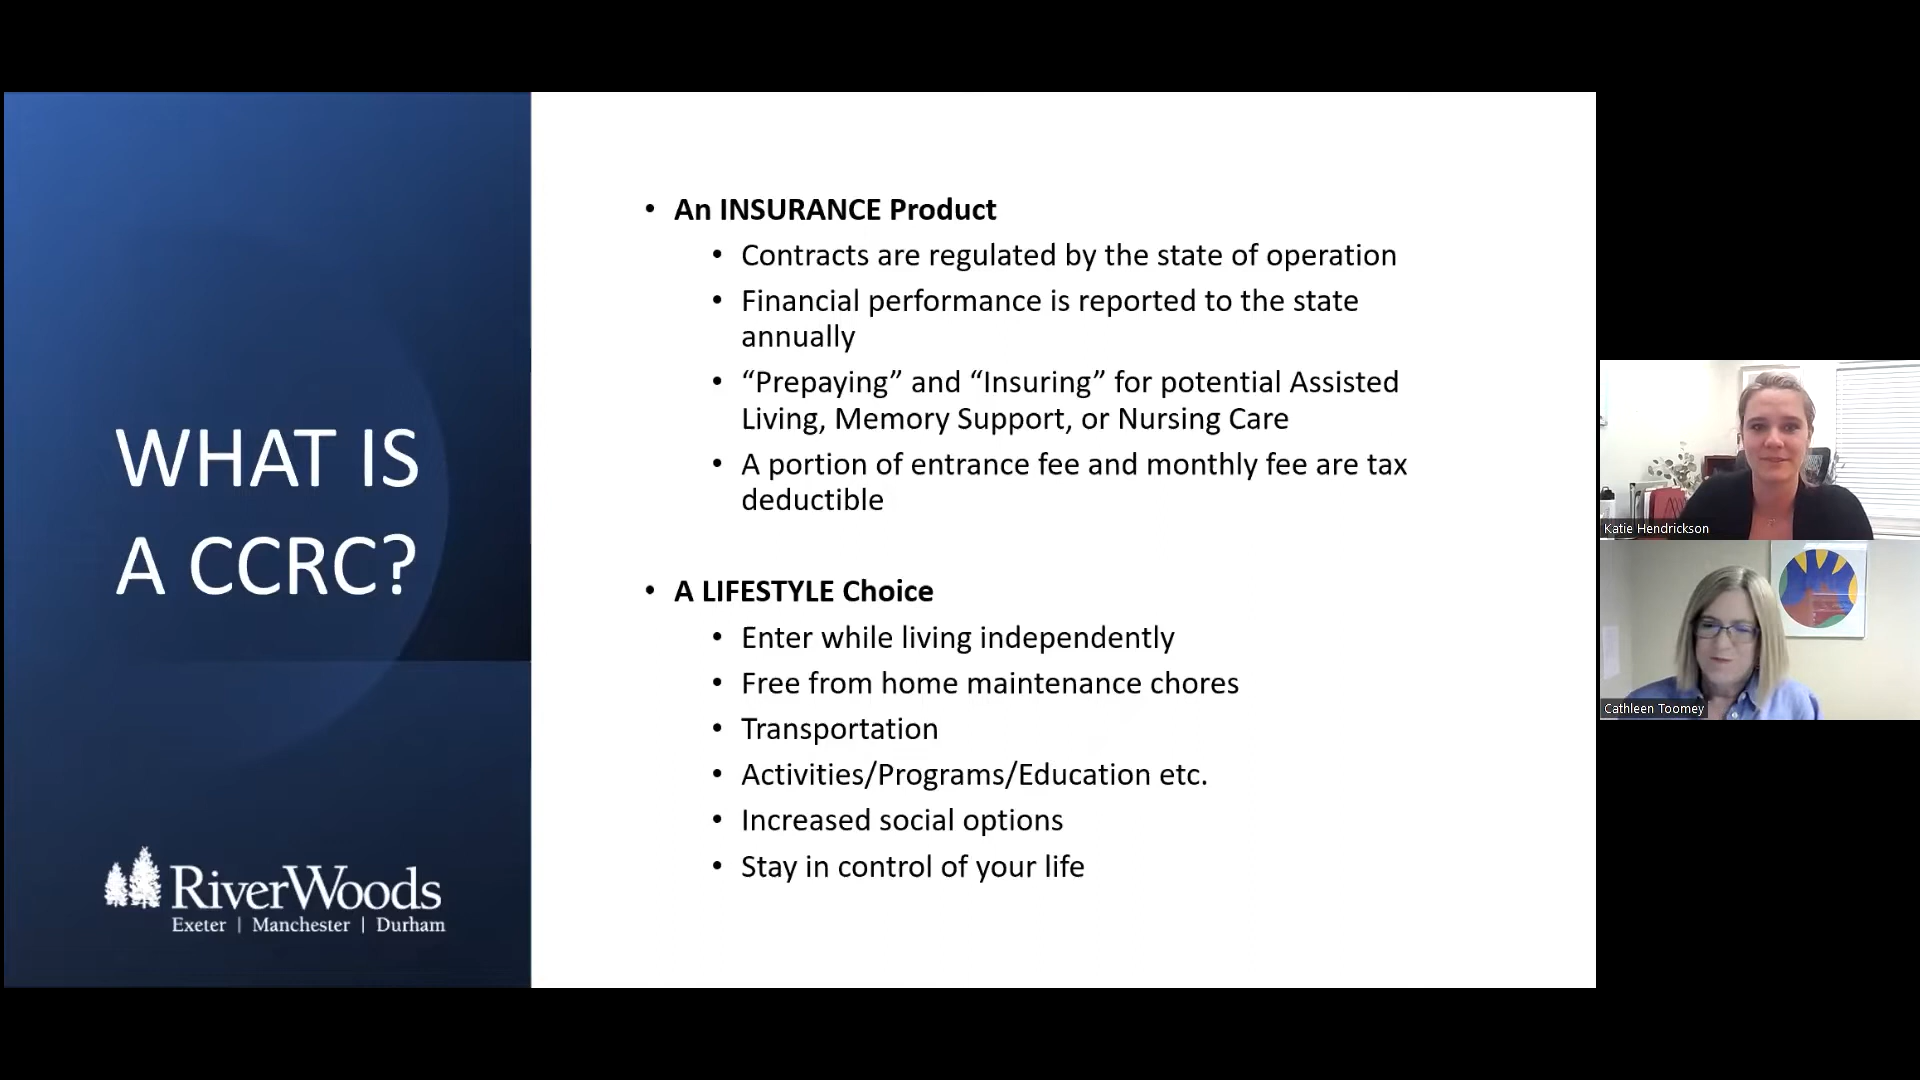 WHAT IS
A CCRC?
RiverWoods
Exeter | Manchester | Durham
• An INSURANCE Product
• Contracts are regulated by the state of operation
• Financial performance is reported to the state
annually
• “Prepaying” and “Insuring” for potential Assisted
Living, Memory Support, or Nursing Care
• A portion of entrance fee and monthly fee are tax
deductible
• A LIFESTYLE Choice
• Enter while living independently
• Free from home maintenance chores
• Transportation
• Activities/Programs/Education etc.
• Increased social options
• Stay in control of your life
Katie Hendrickson
Cathleen Toomey